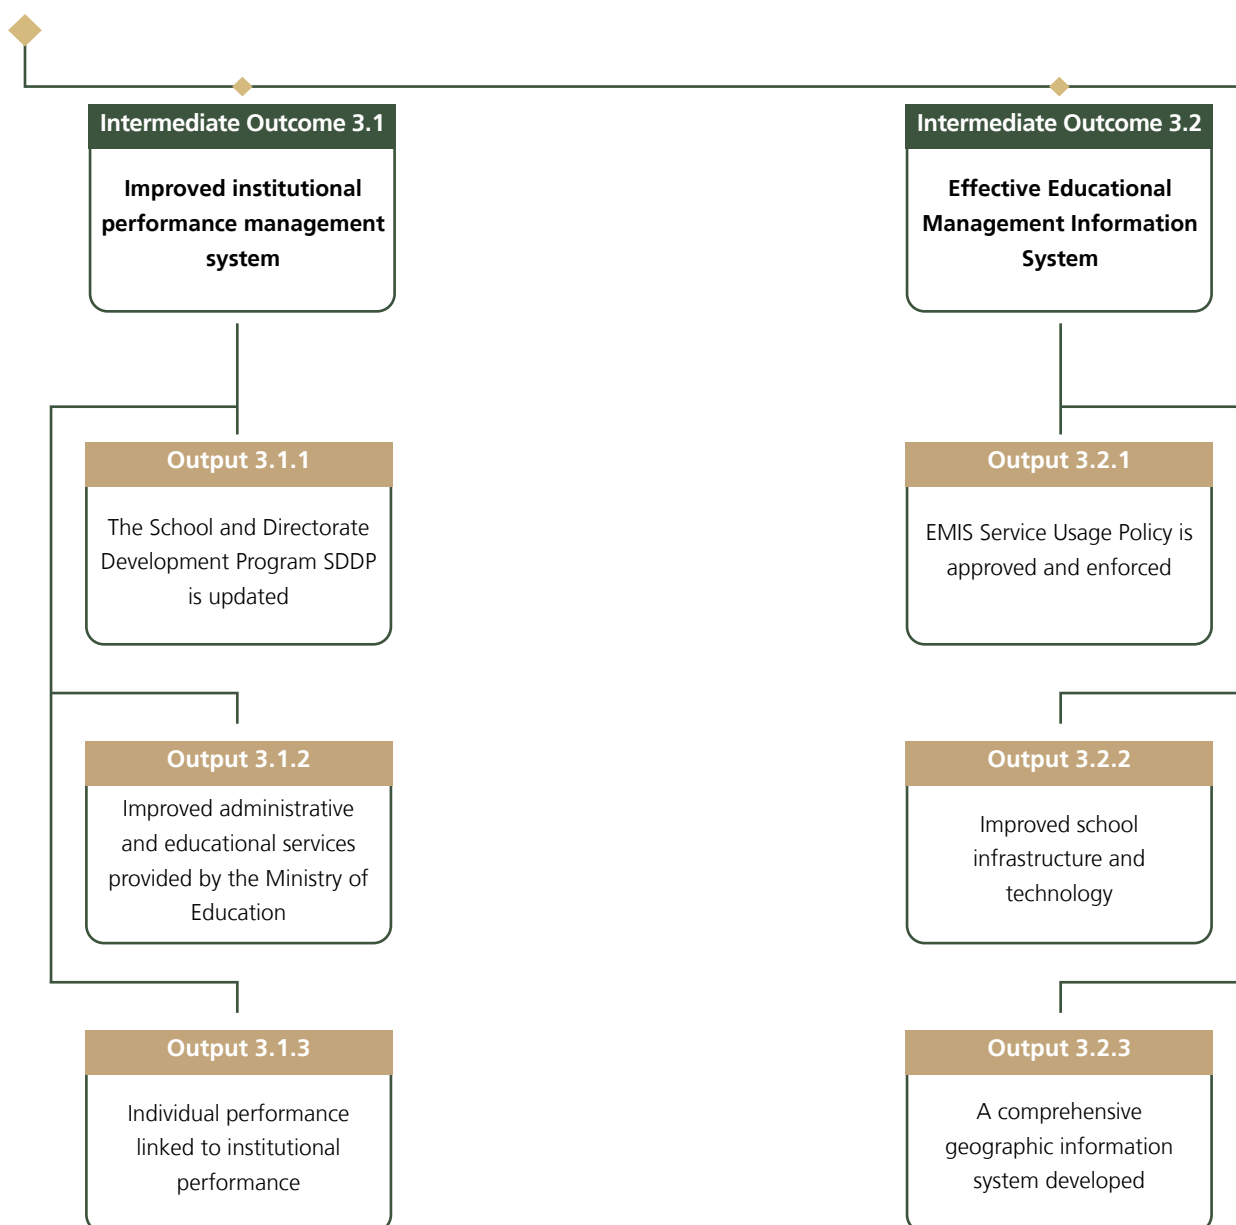 Intermediate Outcome 3.1
Improved institutional
performance management
system
Output 3.1.1
The School and Directorate
Development Program SDDP
is updated
Output 3.1.2
Improved administrative
and educational services
provided by the Ministry of
Education
Output 3.1.3
Individual performance
linked to institutional
performance
Intermediate Outcome 3.2
Effective Educational
Management Information
System
Output 3.2.1
EMIS Service Usage Policy is
approved and enforced
Output 3.2.2
Improved school
infrastructure and
technology
Output 3.2.3
A comprehensive
geographic information
system developed